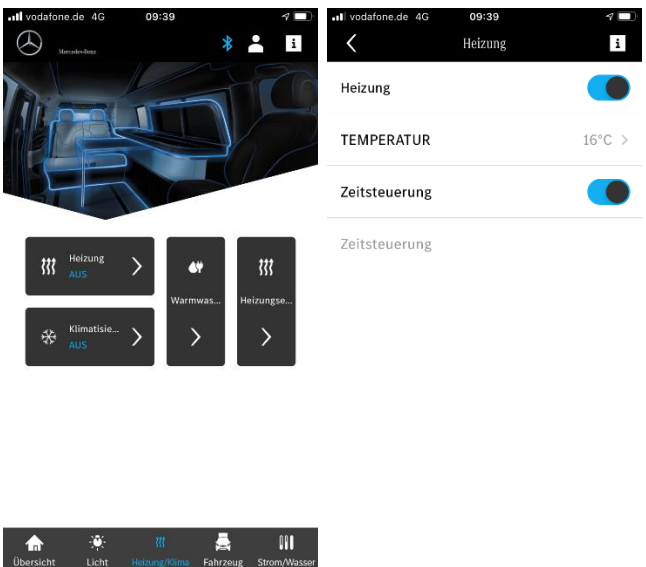 vodafone.de 4G 09:39
Mercedes-Benz
Heizung
AUS
Klimatisie...
AUS
Warmwas...
Heizungse...
Übersicht Licht Heizung/Klima Fahrzeug Strom/Wasser
vodafone.de 4G 09:39
Heizung
Heizung
TEMPERATUR 16°C
Zeitsteuerung
Zeitsteuerung